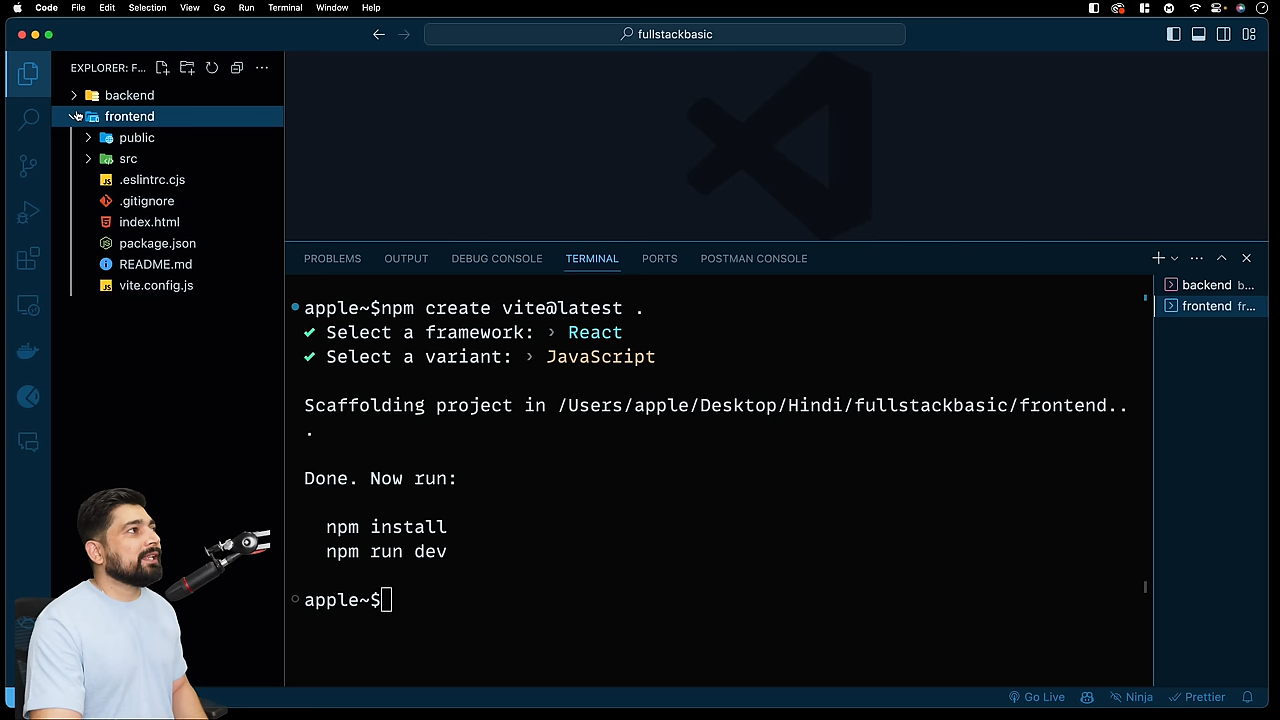 Code File Edit Selection View Go Run Terminal Window Help
fullstackbasic
EXPLORER: F...
backend
frontend
public
src
.eslintrc.cjs
.gitignore
index.html
package.json
README.md
vite.config.js
PROBLEMS OUTPUT DEBUG CONSOLE TERMINAL PORTS POSTMAN CONSOLE
apple~$npm create vite@latest .
✔ Select a framework: › React
✔ Select a variant: › JavaScript
Scaffolding project in /Users/apple/Desktop/Hindi/fullstackbasic/frontend..
.
Done. Now run:
npm install
npm run dev
apple~$
backend b...
frontend fr...
Go Live Ninja Prettier